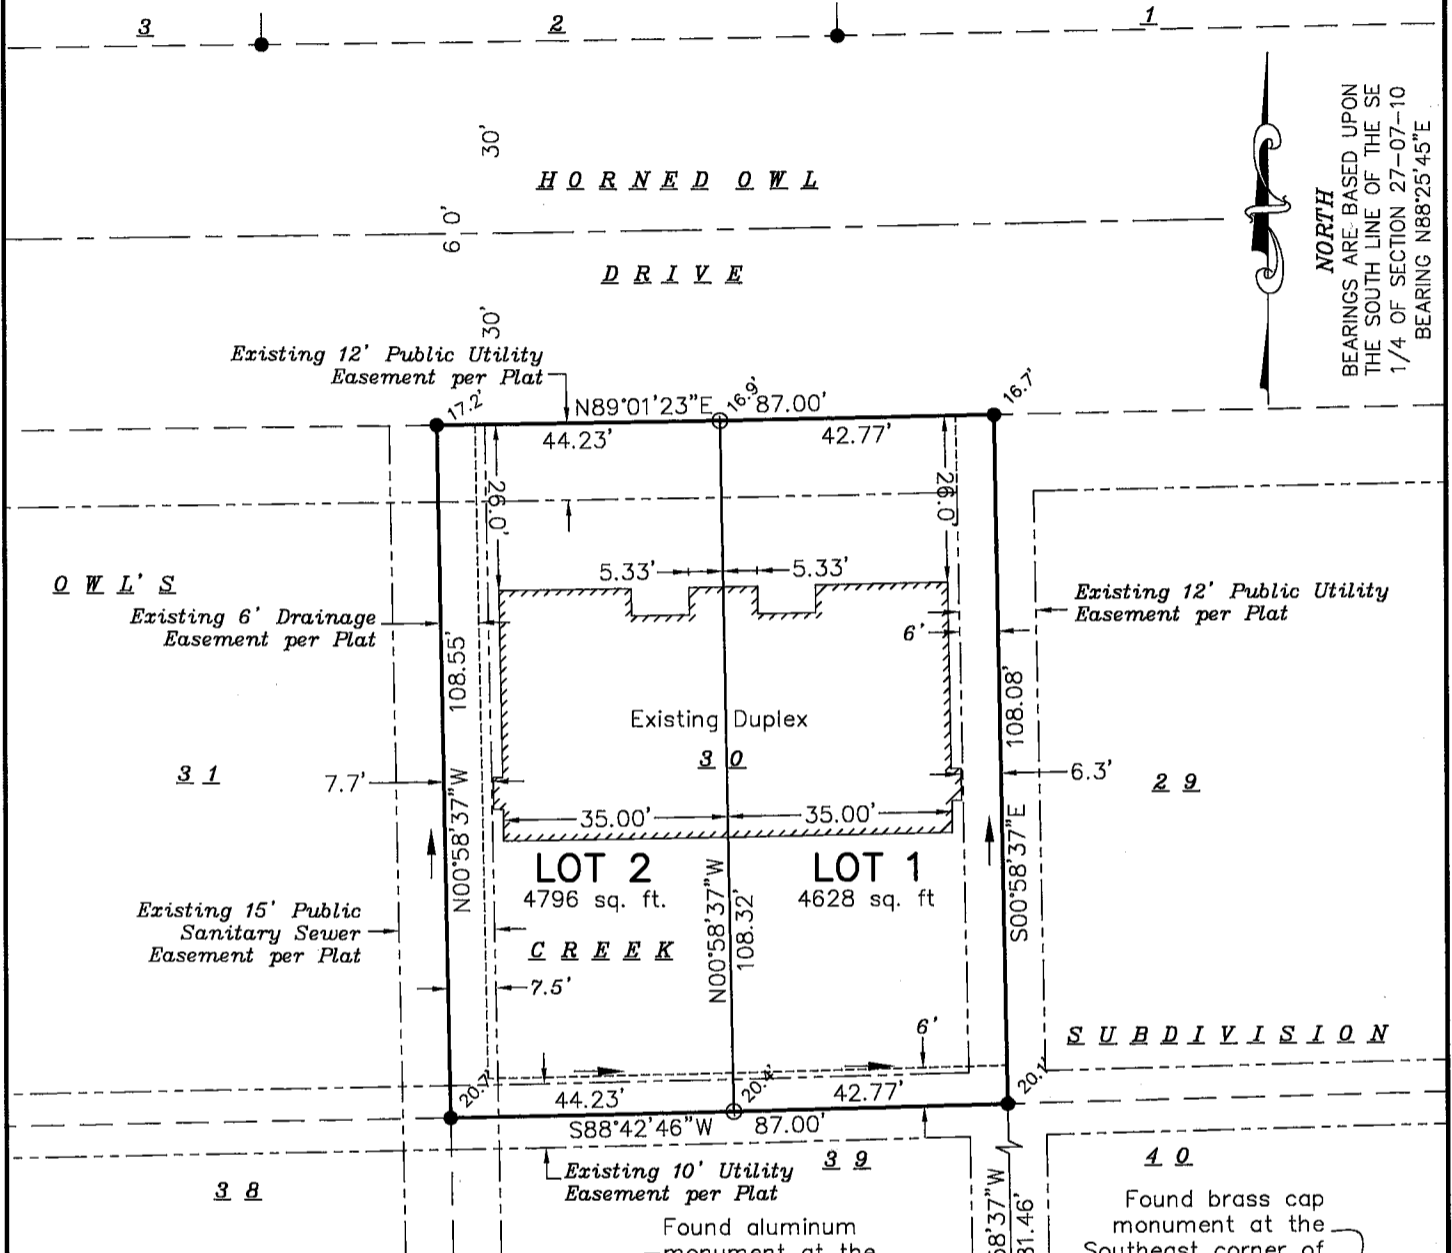 3
2
1
30'
HORNED OWL
60'
DRIVE
30'
NORTH
BEARINGS ARE BASED UPON
THE SOUTH LINE OF THE SE
1/4 OF SECTION 27-07-10
BEARING N88°25'45"E
Existing 12' Public Utility
Easement per Plat
17.2'
N89°01'23"E
16.9'
87.00'
16.7'
44.23'
42.77'
26.0'
26.0'
5.33'
5.33'
OWL'S
Existing 6' Drainage
Easement per Plat
Existing 12' Public Utility
Easement per Plat
6'
108.55'
N00°58'37"W
108.08'
S00°58'37"E
Existing Duplex
30
31
7.7'
6.3'
29
35.00'
35.00'
LOT 2
4796 sq. ft.
LOT 1
4628 sq. ft
N00°58'37"W
108.32'
Existing 15' Public
Sanitary Sewer
Easement per Plat
CREEK
7.5'
6'
SUBDIVISION
20.7'
44.23'
20.4'
42.77'
20.1'
S88°42'46"W
87.00'
Existing 10' Utility
Easement per Plat
39
40
38
Found aluminum
monument at the
58'37"W
31.46'
Found brass cap
monument at the
Southeast corner of